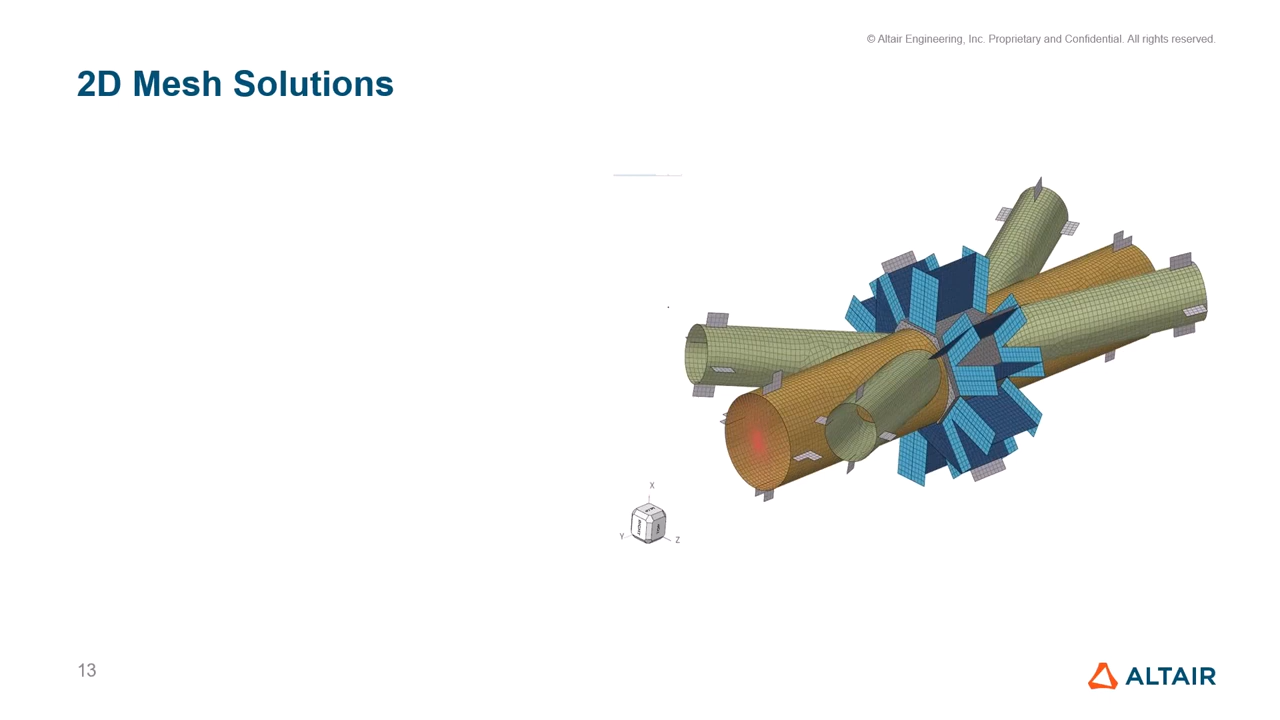 © Altair Engineering, Inc. Proprietary and Confidential. All rights reserved.
2D Mesh Solutions
X
Y
Z
13
ALTAIR